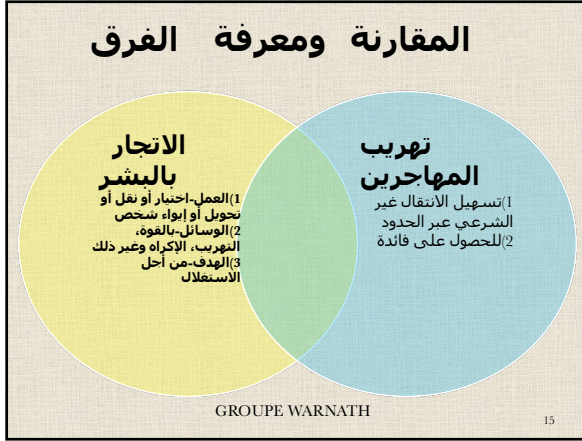 المقارنة ومعرفة الفرق
تهريب
المهاجرين
1)تسهيل الانتقال غير
الشرعي عبر الحدود
2)للحصول على فائدة
الاتجار
بالبشر
1)العمل-اختيار أو نقل أو
تحويل أو إيواء شخص
2)الوسائل-بالقوة،
التهريب، الإكراه وغير ذلك
3)الهدف-من أجل
الاستغلال
GROUPE WARNATH
15